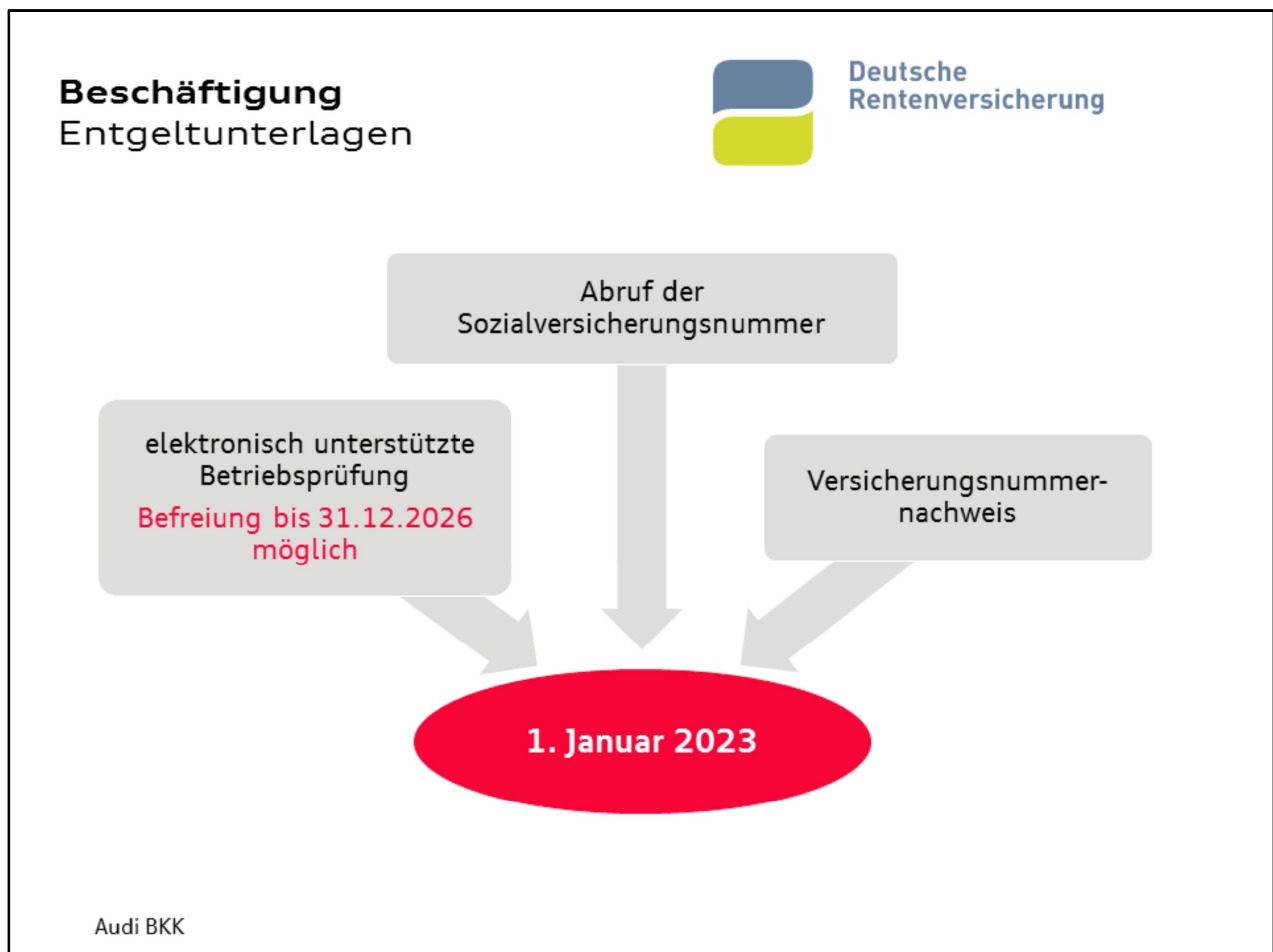 Beschäftigung
Entgeltunterlagen
Deutsche
Rentenversicherung
Abruf der
Sozialversicherungsnummer
elektronisch unterstützte
Betriebsprüfung
Befreiung bis 31.12.2026
möglich
Versicherungsnummer-
nachweis
1. Januar 2023
Audi BKK